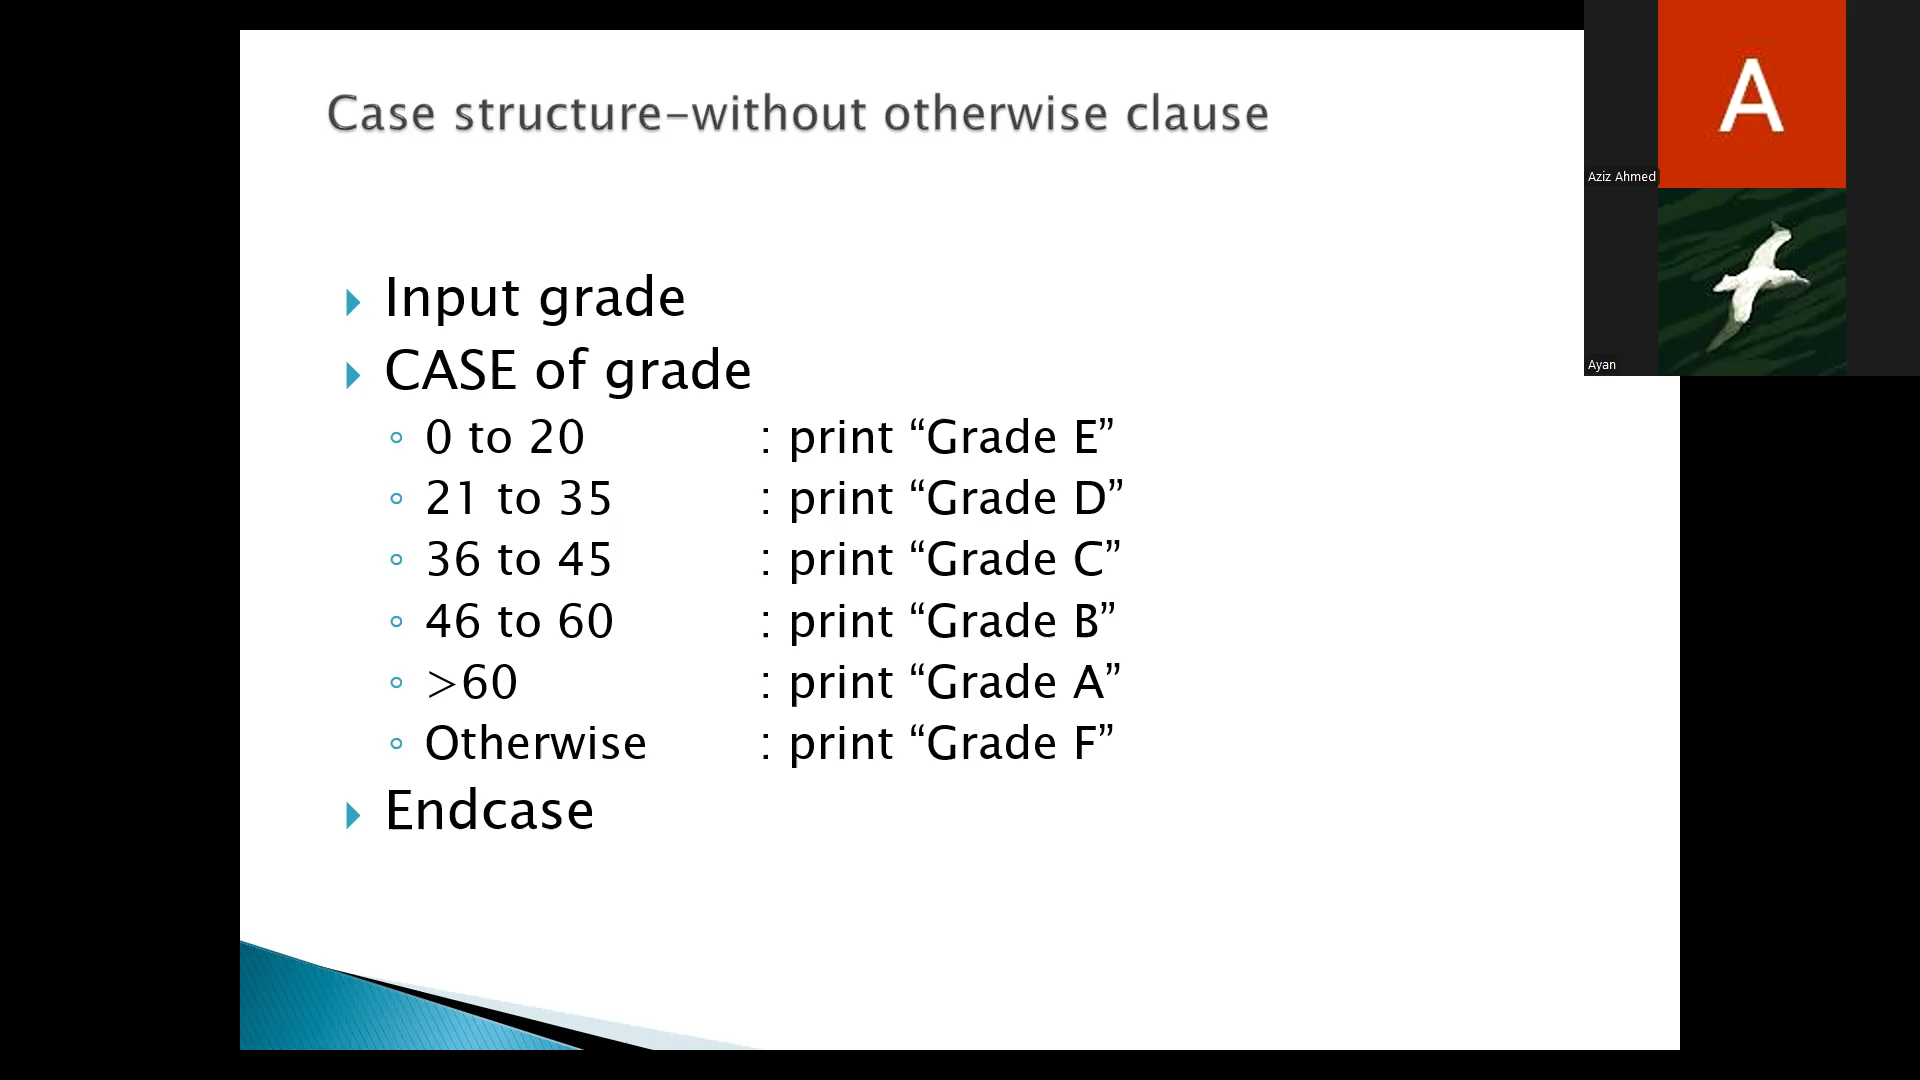 Case structure-without otherwise clause
Input grade
CASE of grade
0 to 20 : print “Grade E”
21 to 35 : print “Grade D”
36 to 45 : print “Grade C”
46 to 60 : print “Grade B”
>60 : print “Grade A”
Otherwise : print “Grade F”
Endcase
A
Aziz Ahmed
Ayan